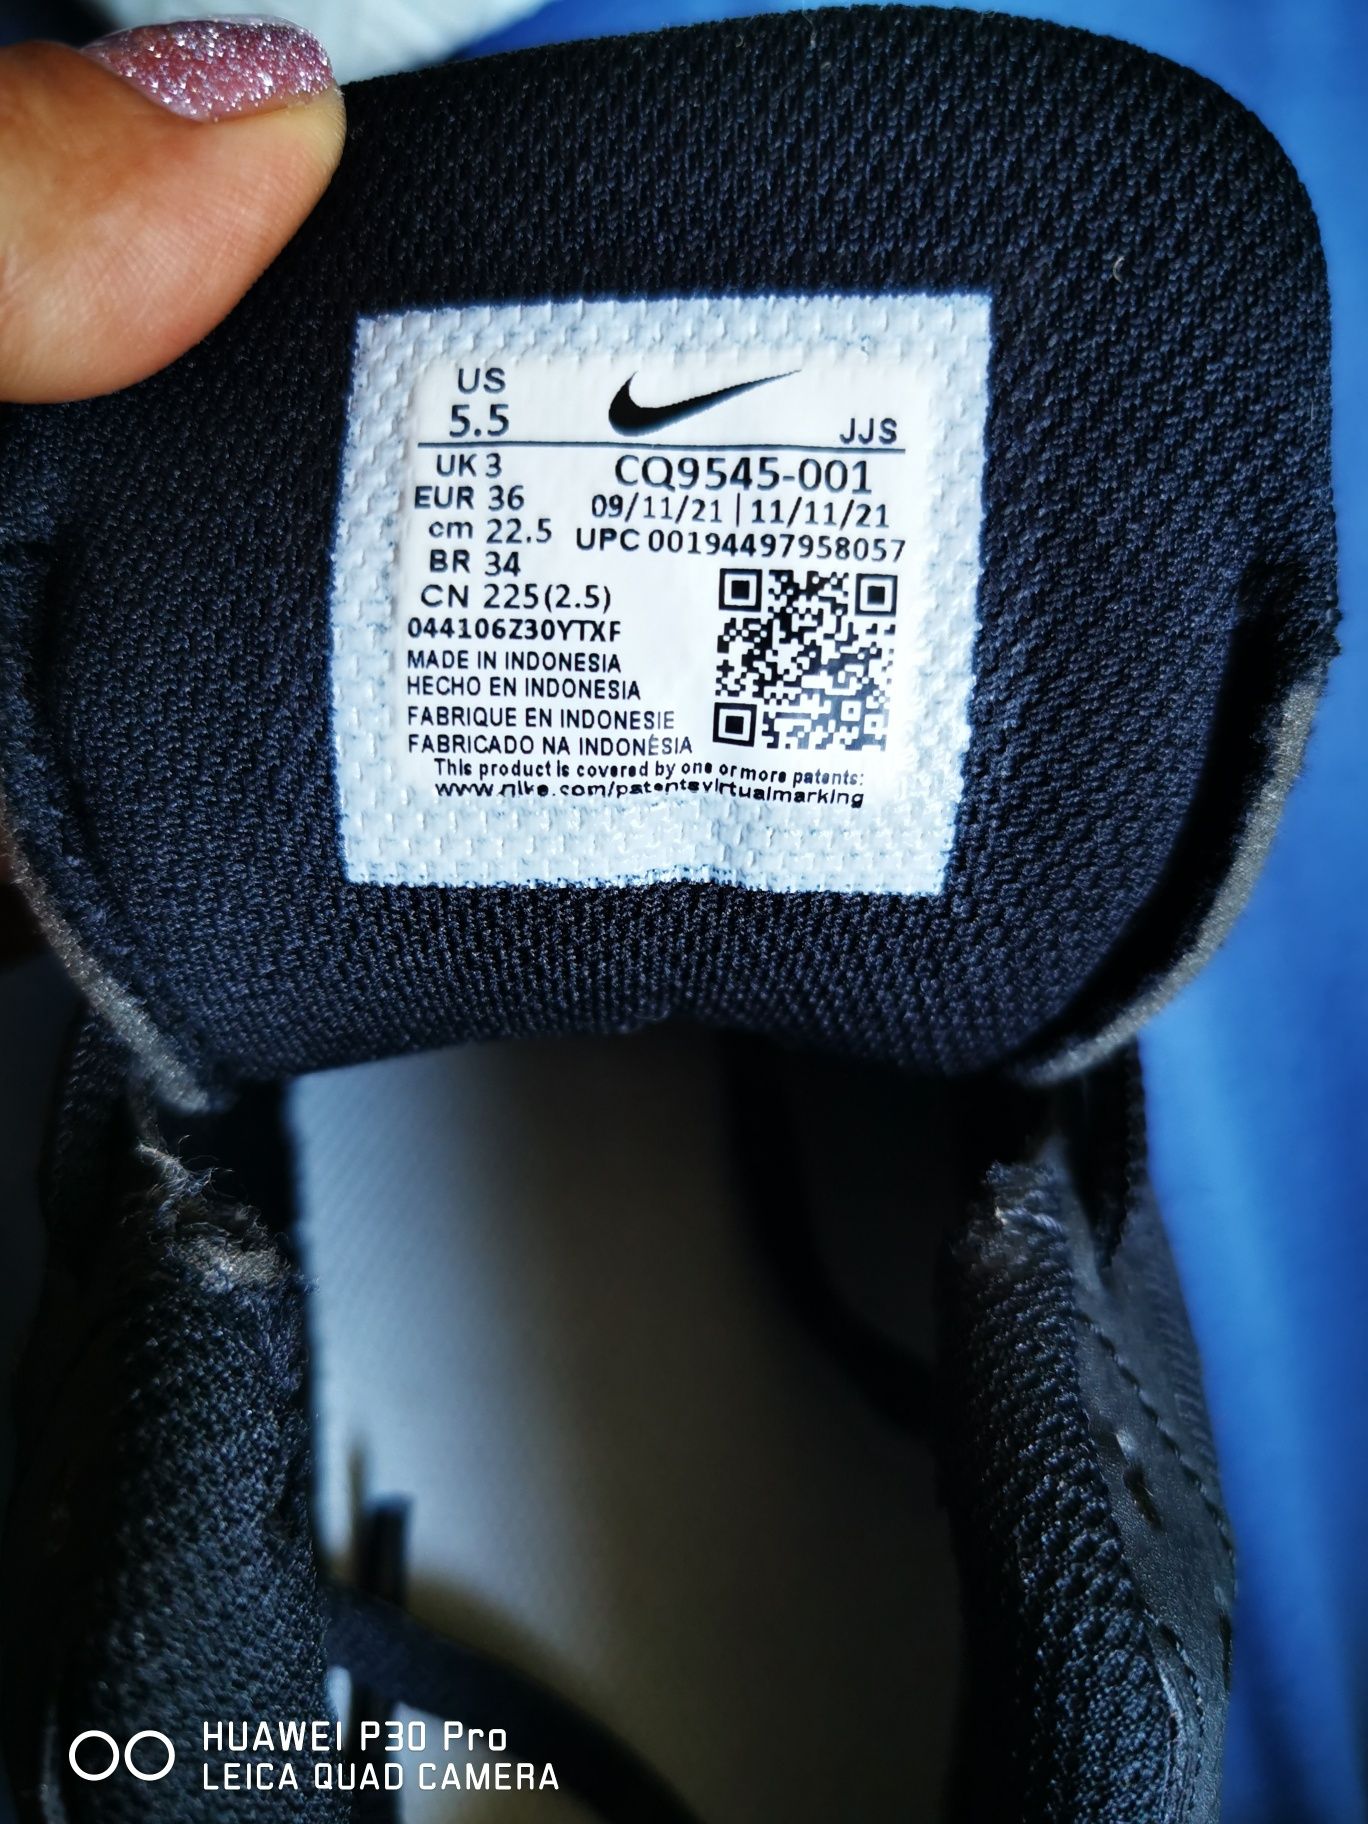 US
5.5
JJS
UK 3
EUR 36
cm 22.5
BR 34
CN 225(2.5)
CQ9545-001
09/11/21 | 11/11/21
UPC 00194497958057
044106Z30YTXF
MADE IN INDONESIA
HECHO EN INDONESIA
FABRIQUE EN INDONESIE
FABRICADO NA INDONÉSIA
This product is covered by one or more patents:
www.nike.com/patentsvirtualmarking
HUAWEI P30 Pro
LEICA QUAD CAMERA